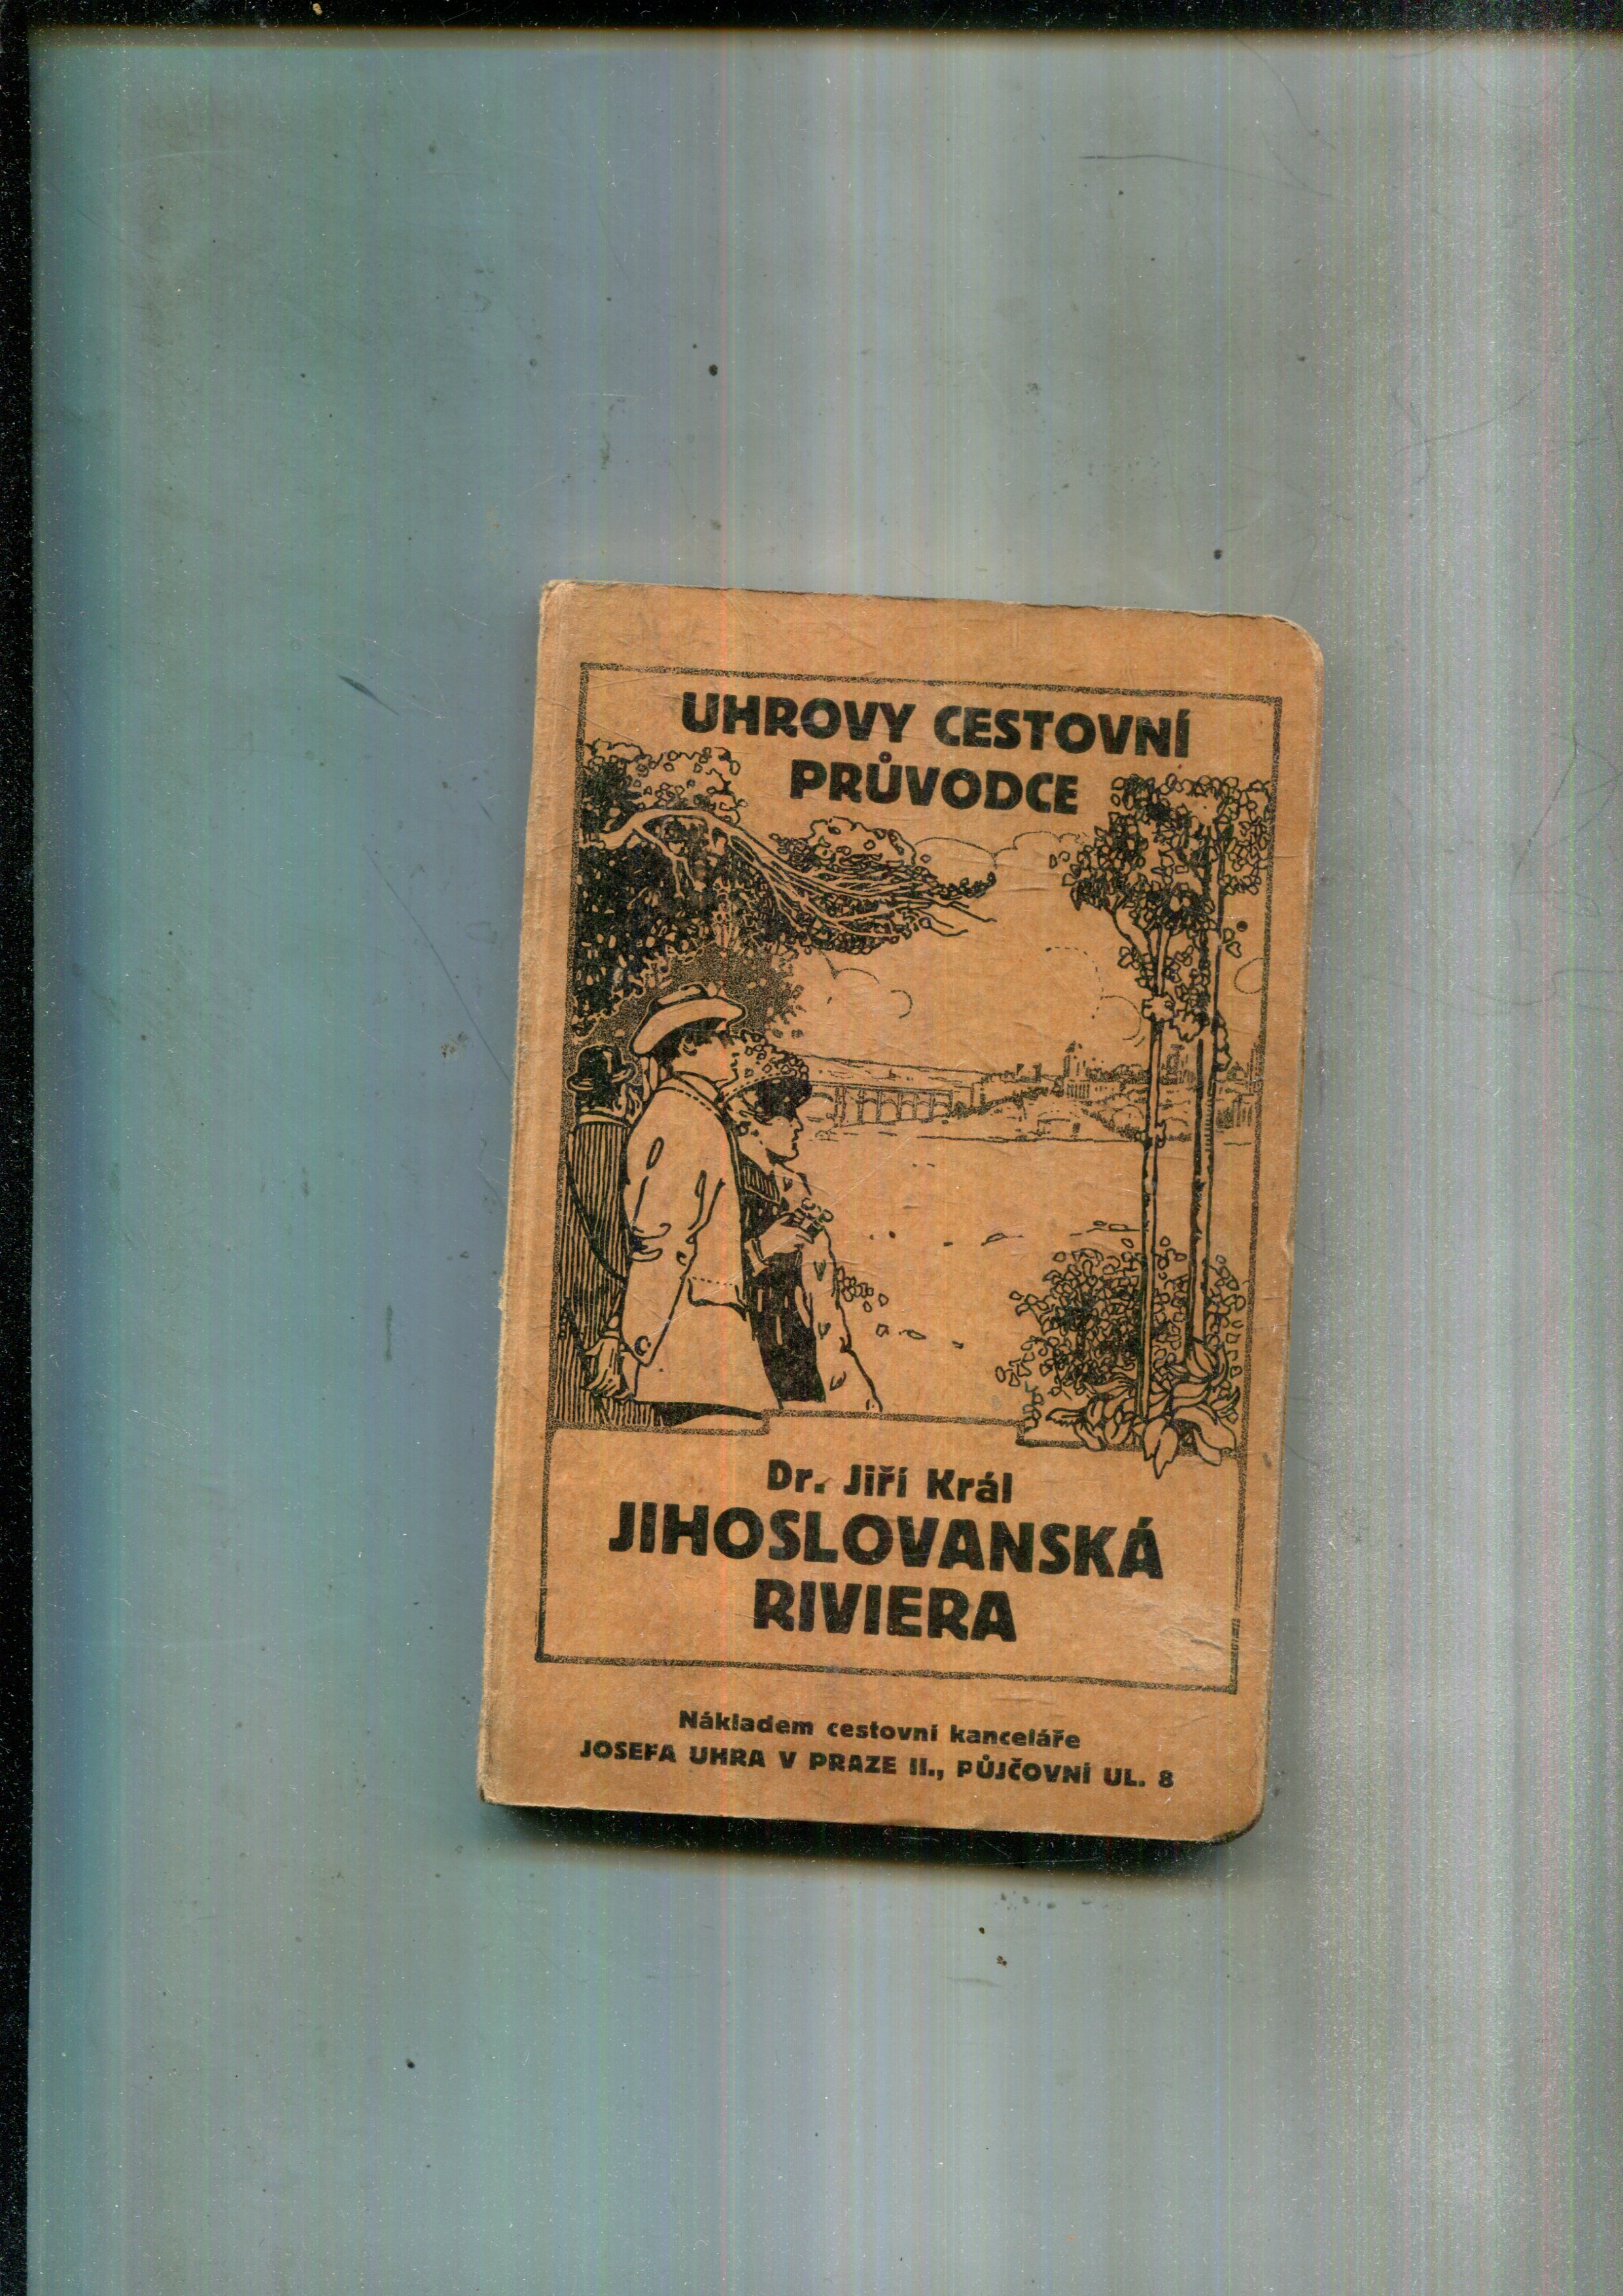 UHROVY CESTOVNÍ
PRŮVODCE
Dr. Jiří Král
JIHOSLOVANSKÁ
RIVIERA
Nákladem cestovní kanceláře
JOSEFA UHRA V PRAZE II., PŮJČOVNÍ UL. 8